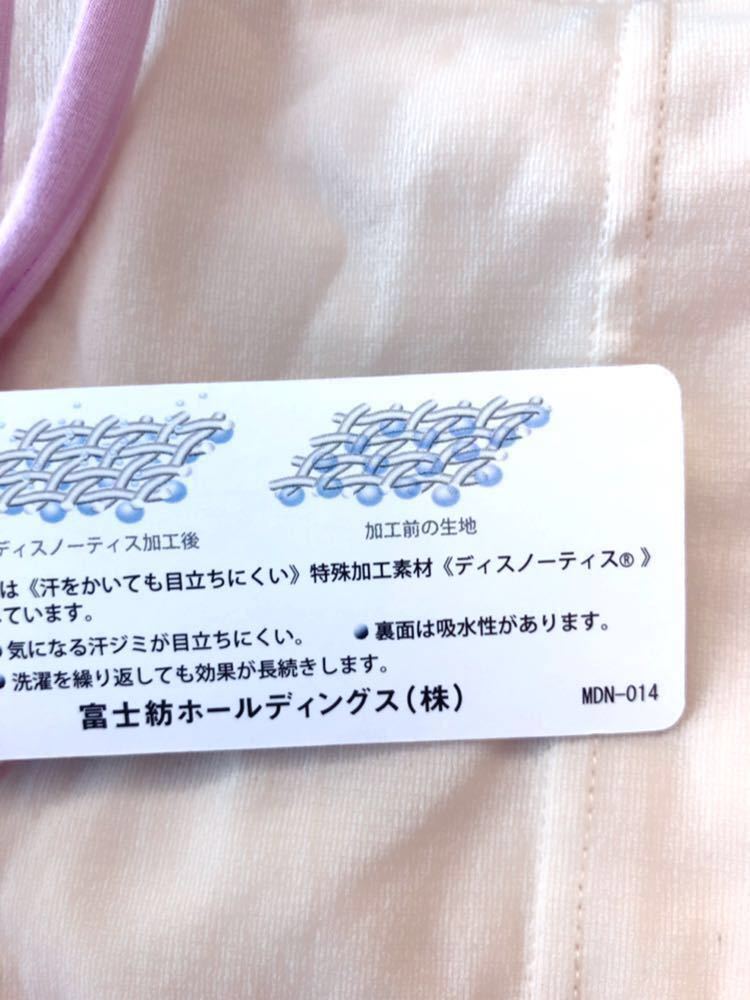 ディスノーティス加工後
加工前の生地
は《汗をかいても目立ちにくい》特殊加工素材《ディスノーティス®》
ています。
気になる汗ジミが目立ちにくい。
●裏面は吸水性があります。
●洗濯を繰り返しても効果が長続きします。
富士紡ホールディングス(株)
MDN-014